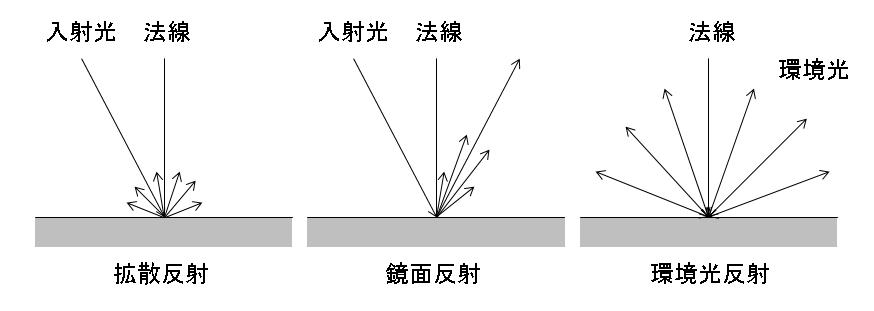 入射光 法線
入射光 法線
法線
環境光
拡散反射
鏡面反射
環境光反射